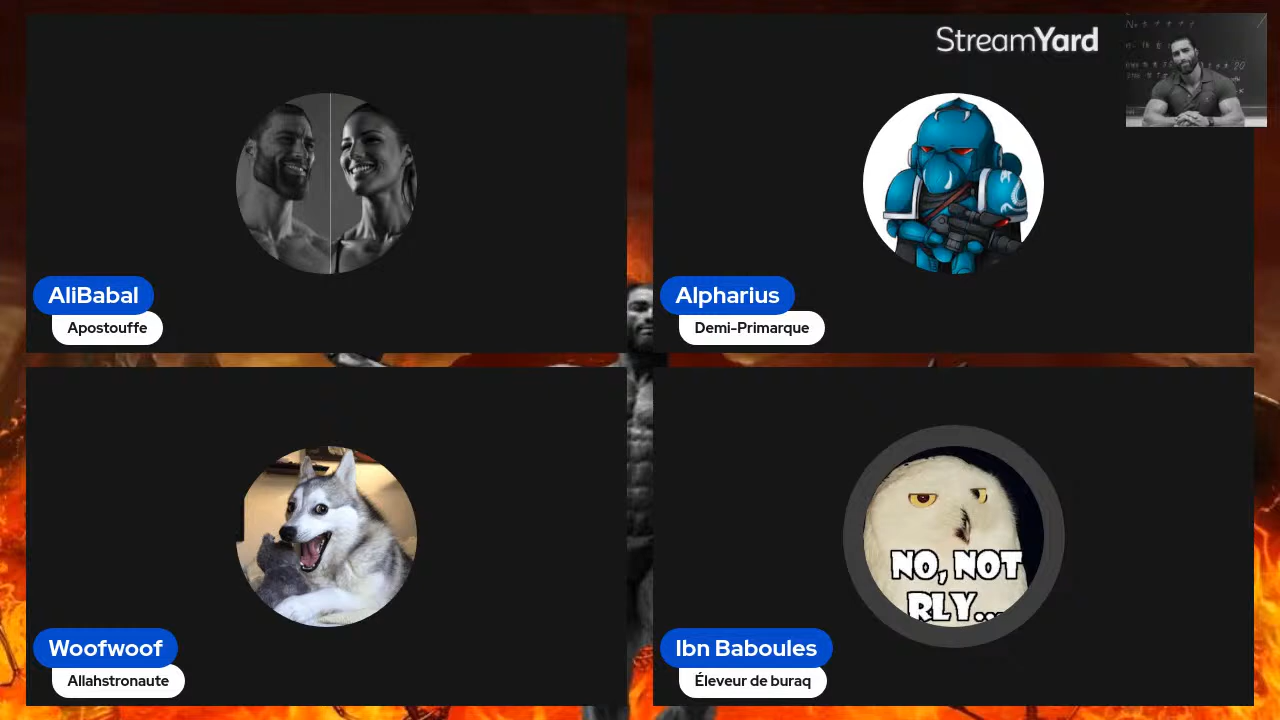 StreamYard
AliBabal
Apostouffe
Alpharius
Demi-Primarque
Woofwoof
Allahstronaute
NO, NOT
RLY...
Ibn Baboules
Éleveur de buraq